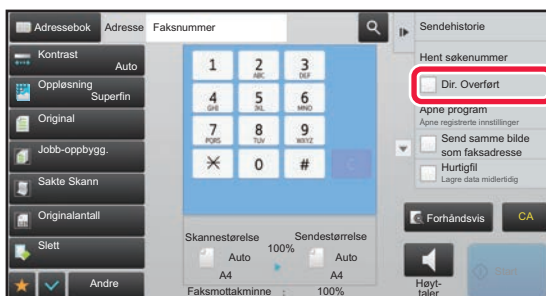 Adressebok
Adresse
Faksnummer
Kontrast
Auto
Oppløsning
Superfin
Original
Jobb-oppbygg.
Sakte Skann
Originalantall
Slett
Andre
1
2
ABC
3
DEF
4
GHI
5
JKL
6
MNO
7
PQRS
8
TUV
9
WXYZ
0
#
C
Skannestørelse
Sendestørrelse
100%
Auto
Auto
A4
A4
Faksmottakminne : 100%
Sendehistorie
Hent søkenummer
Dir. Overført
Åpne program
Åpne registrerte innstillinger
Send samme bilde
som faksadresse
Hurtigfil
Lagre data midlertidig
Forhåndsvis
CA
Høyt-
taler
Start